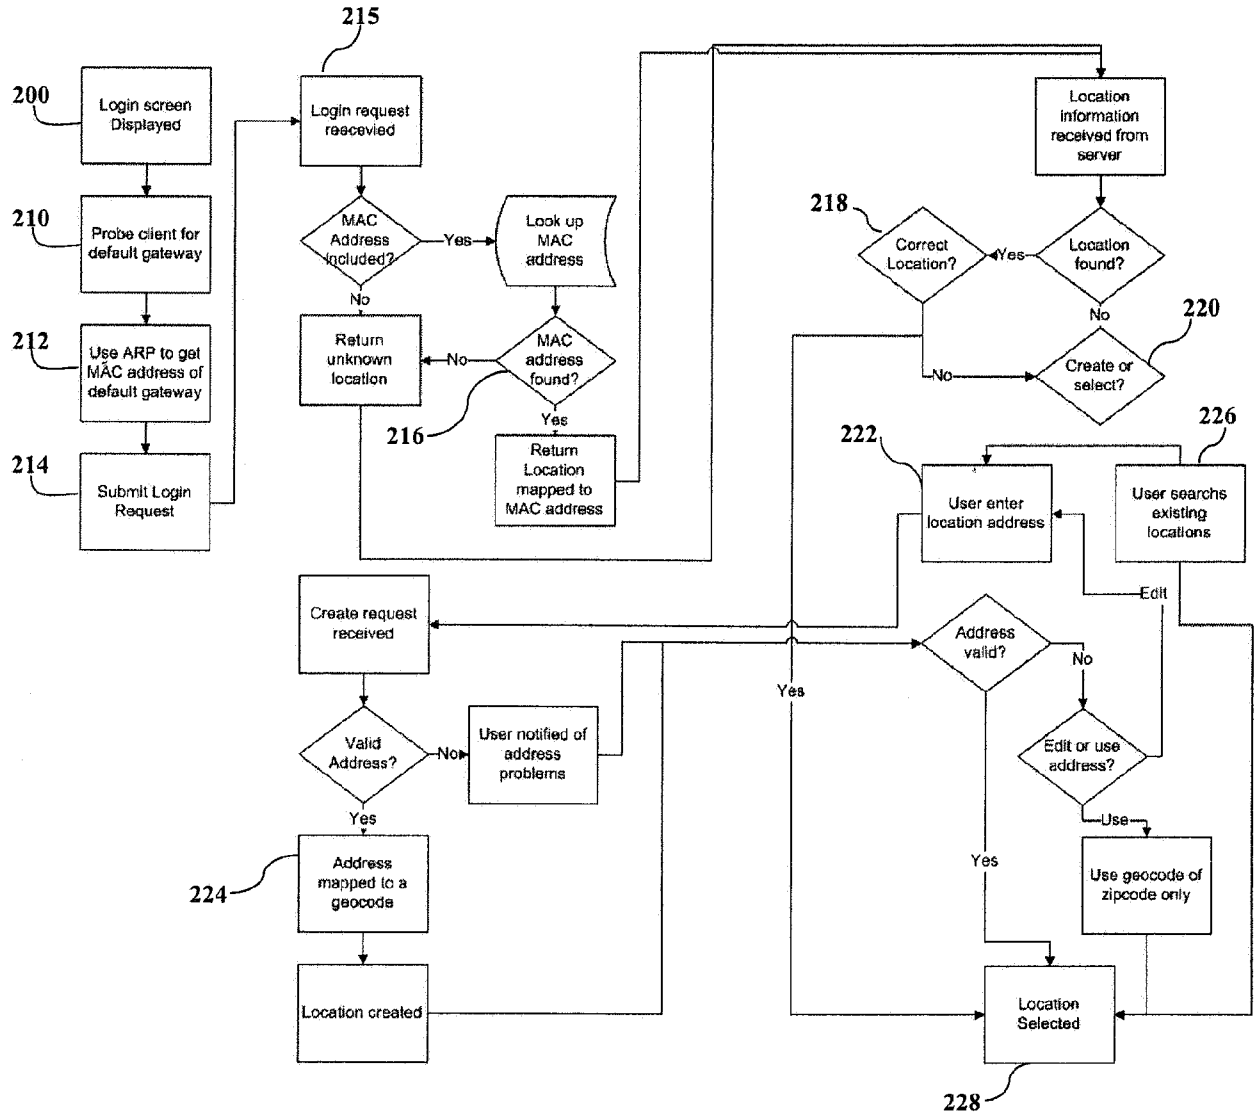 215
200
Login screen
Displayed
Login request
reecevied
Location
information
received from
server
210
Probe client for
default gateway
MAC
Address
included?
Yes
Look up
MAC
address
218
Correct
Location?
Yes
Location
found?
No
No
220
212
Use ARP to get
MAC address of
default gateway
Return
unknown
location
No
MAC
address
found?
Create or
select?
No
216
Yes
222
226
214
Submit Login
Request
Return
Location
mapped to
MAC address
User enter
location address
User searchs
existing
locations
Edit
Create request
received
Address
valid?
No
Yes
Valid
Address?
No
User notified of
address
problems
Edit or use
address?
Yes
Use
224
Address
mapped to a
geocode
Yes
Use geocode of
zipcode only
Location created
Location
Selected
228